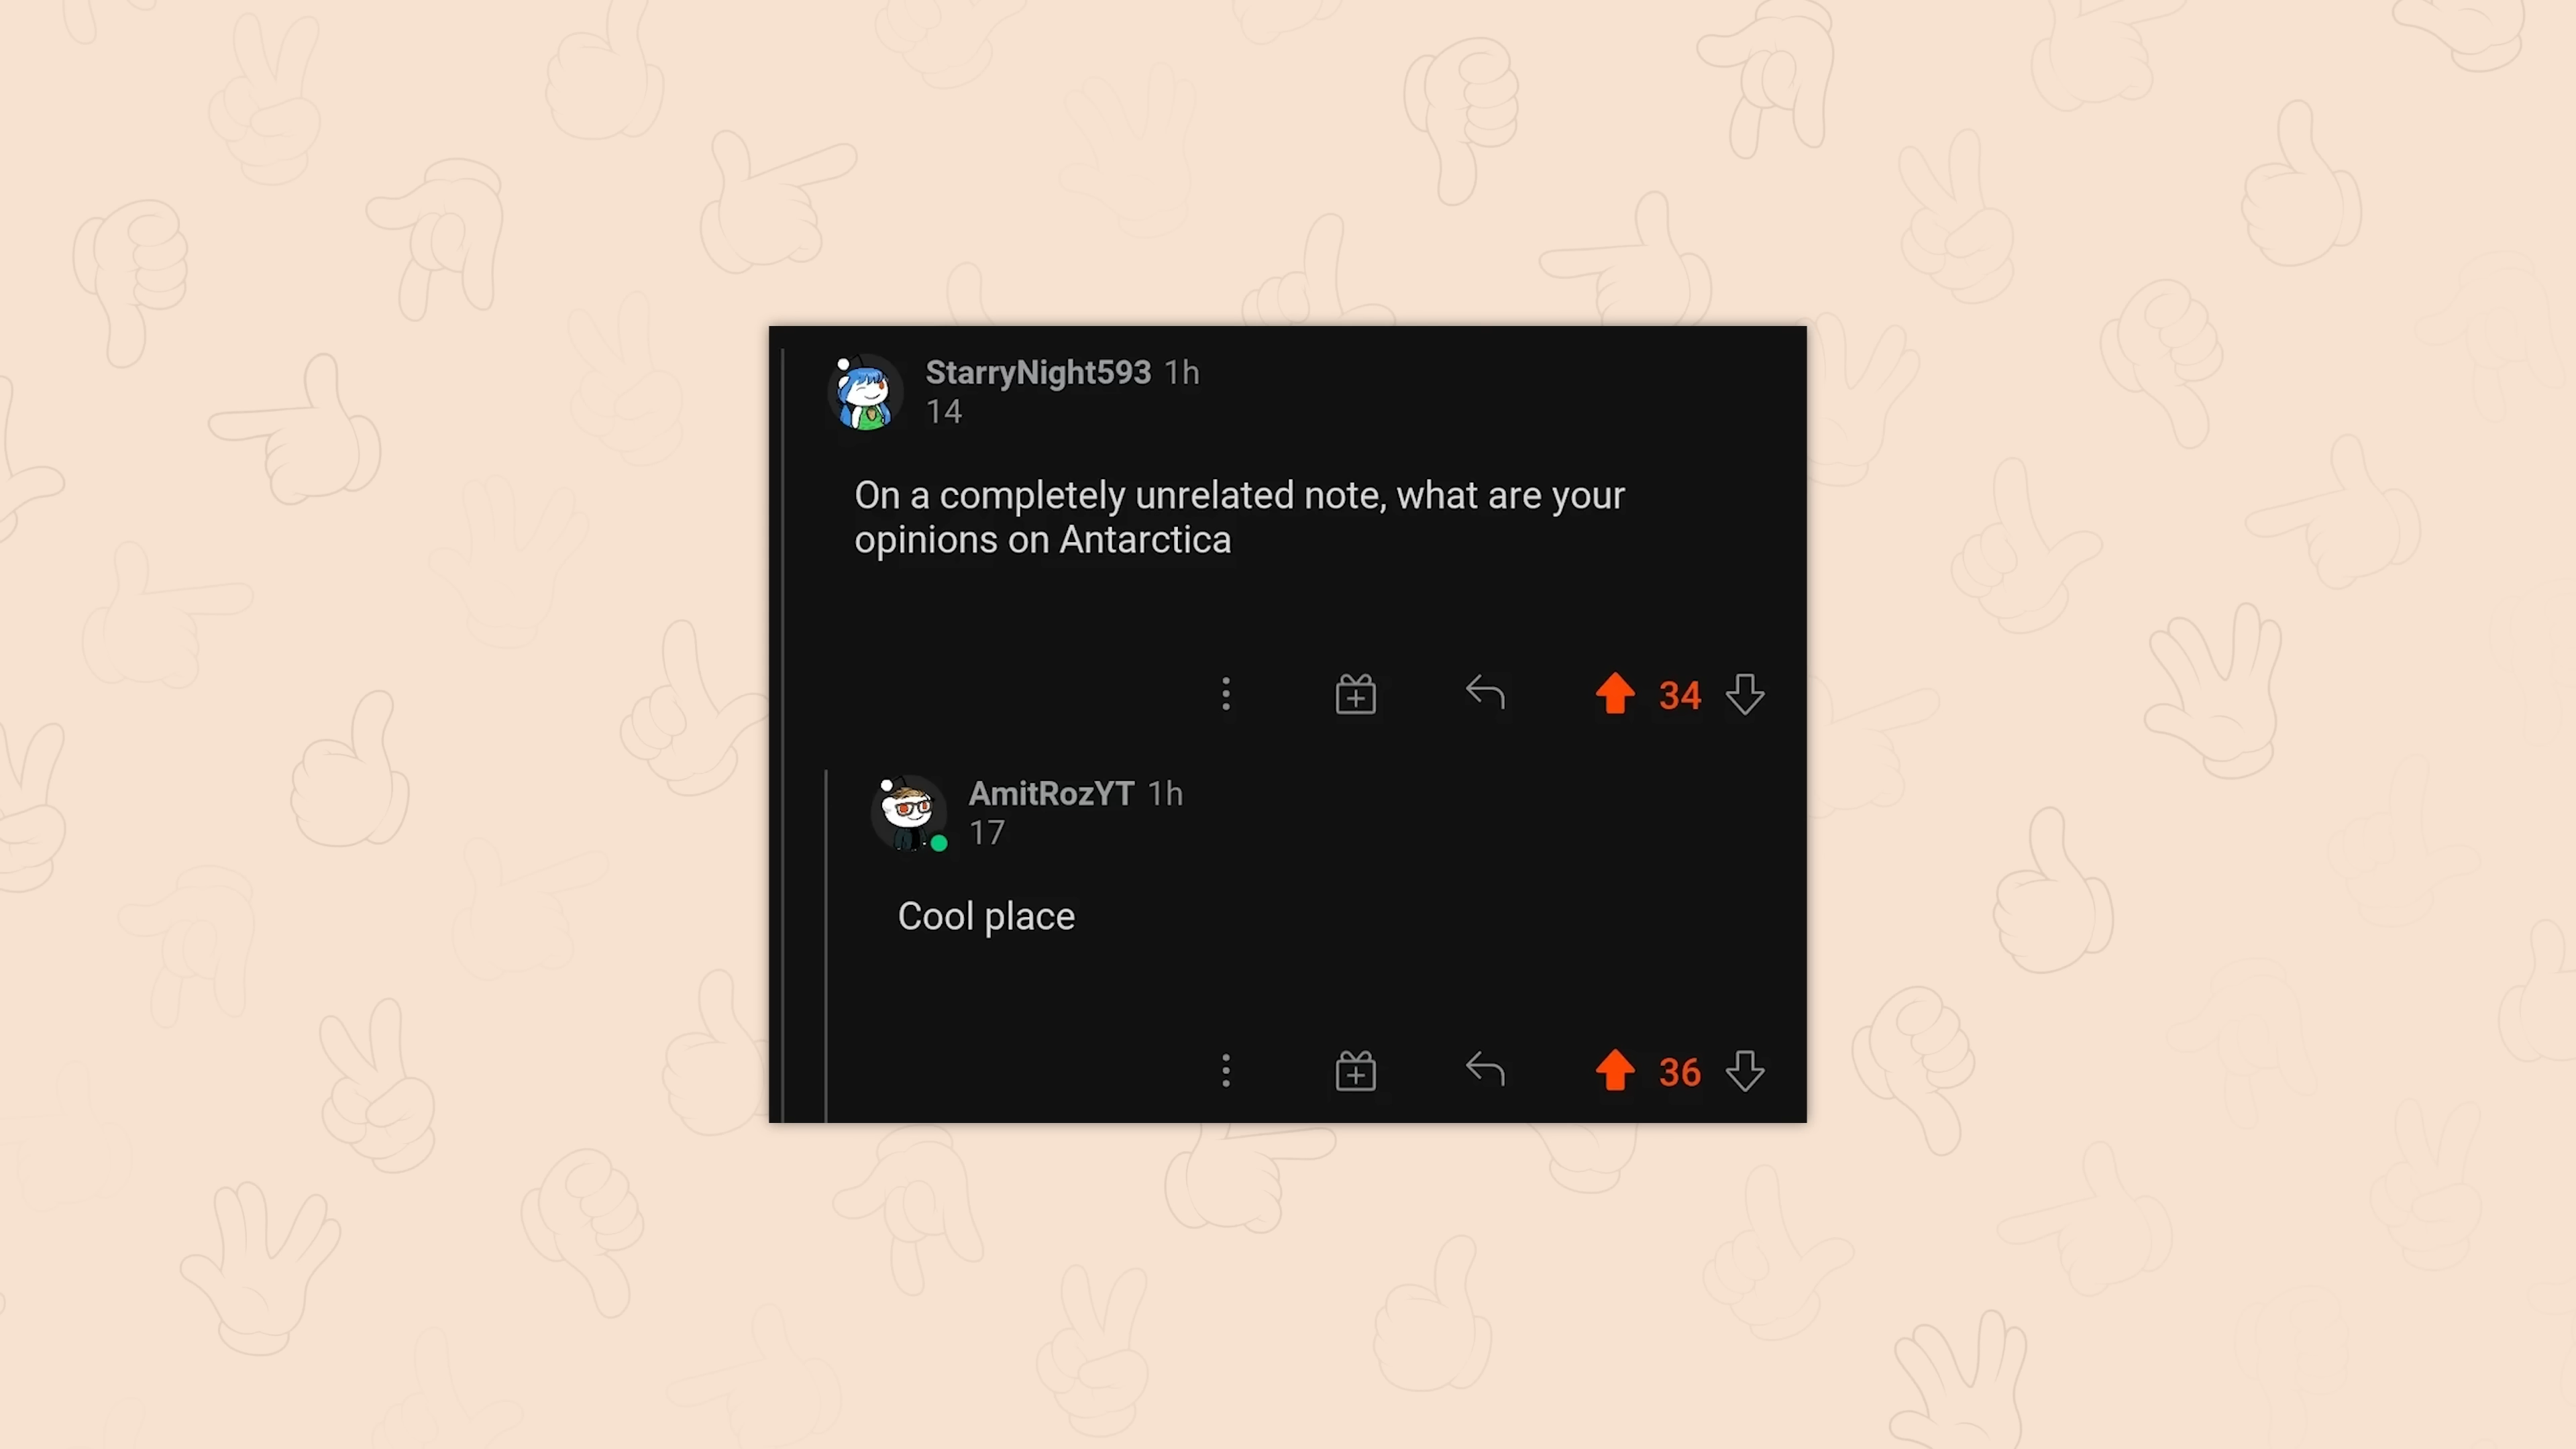 StarryNight593 1h
14
On a completely unrelated note, what are your
opinions on Antarctica
34
AmitRozYT 1h
17
Cool place
36